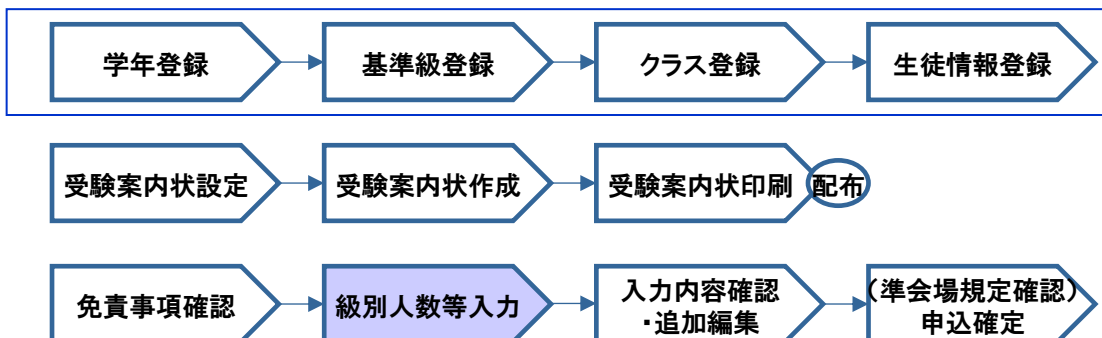 学年登録
基準級登録
クラス登録
生徒情報登録
受験案内状設定
受験案内状作成
受験案内状印刷
配布
免責事項確認
級別人数等入力
入力内容確認
・追加編集
（準会場規定確認）
申込確定